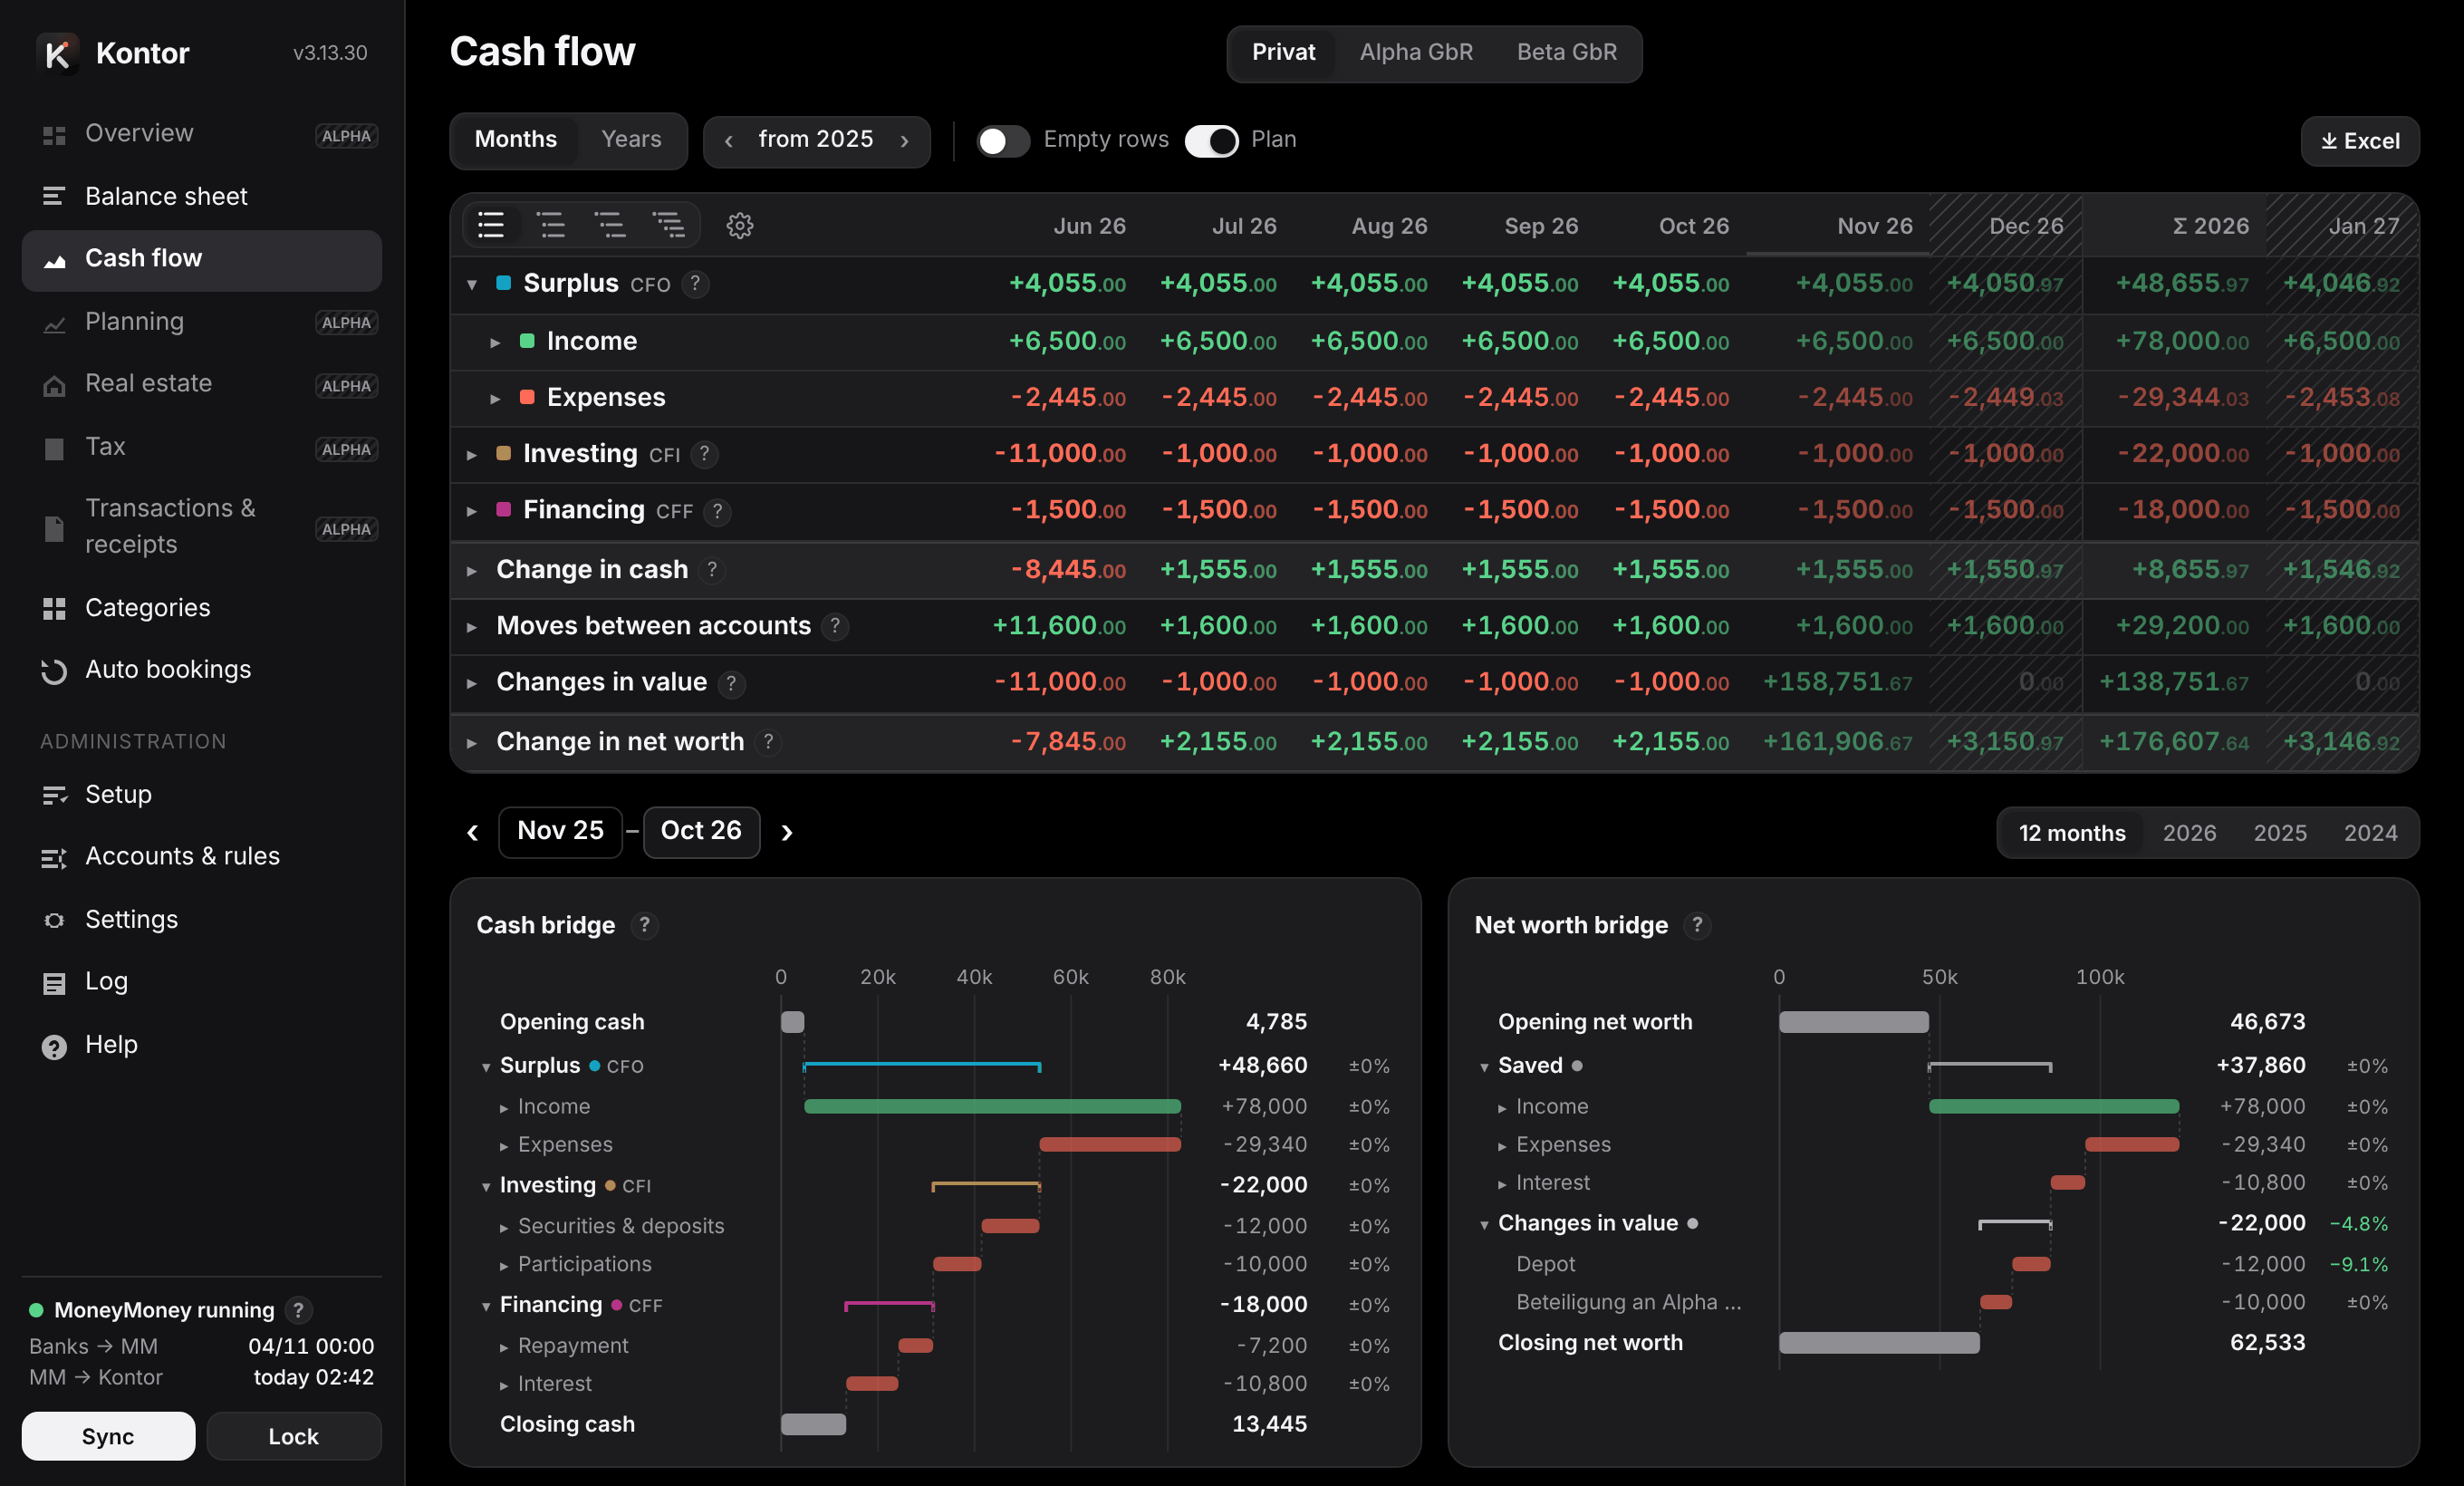 Kontor v3.13.30
Overview ALPHA
Balance sheet
Cash flow
Planning ALPHA
Real estate ALPHA
Tax ALPHA
Transactions &
receipts ALPHA
Categories
Auto bookings
ADMINISTRATION
Setup
Accounts & rules
Settings
Log
Help
MoneyMoney running ?
Banks → MM 04/11 00:00
MM → Kontor today 02:42
Sync Lock
Cash flow Privat Alpha GbR Beta GbR
Months Years ‹ from 2025 › Empty rows Plan Excel
Jun 26 Jul 26 Aug 26 Sep 26 Oct 26 Nov 26 Dec 26 Σ 2026 Jan 27
Surplus CFO ? +4,055.00 +4,055.00 +4,055.00 +4,055.00 +4,055.00 +4,055.00 +4,050.97 +48,655.97 +4,046.92
Income +6,500.00 +6,500.00 +6,500.00 +6,500.00 +6,500.00 +6,500.00 +6,500.00 +78,000.00 +6,500.00
Expenses -2,445.00 -2,445.00 -2,445.00 -2,445.00 -2,445.00 -2,445.00 -2,449.03 -29,344.03 -2,453.08
Investing CFI ? -11,000.00 -1,000.00 -1,000.00 -1,000.00 -1,000.00 -1,000.00 -1,000.00 -22,000.00 -1,000.00
Financing CFF ? -1,500.00 -1,500.00 -1,500.00 -1,500.00 -1,500.00 -1,500.00 -1,500.00 -18,000.00 -1,500.00
Change in cash ? -8,445.00 +1,555.00 +1,555.00 +1,555.00 +1,555.00 +1,555.00 +1,550.97 +8,655.97 +1,546.92
Moves between accounts ? +11,600.00 +1,600.00 +1,600.00 +1,600.00 +1,600.00 +1,600.00 +1,600.00 +29,200.00 +1,600.00
Changes in value ? -11,000.00 -1,000.00 -1,000.00 -1,000.00 -1,000.00 +158,751.67 0.00 +138,751.67 0.00
Change in net worth ? -7,845.00 +2,155.00 +2,155.00 +2,155.00 +2,155.00 +161,906.67 +3,150.97 +176,607.64 +3,146.92
‹ Nov 25 – Oct 26 › 12 months 2026 2025 2024
Cash bridge ?
0 20k 40k 60k 80k
Opening cash 4,785
Surplus CFO +48,660 ±0%
Income +78,000 ±0%
Expenses -29,340 ±0%
Investing CFI -22,000 ±0%
Securities & deposits -12,000 ±0%
Participations -10,000 ±0%
Financing CFF -18,000 ±0%
Repayment -7,200 ±0%
Interest -10,800 ±0%
Closing cash 13,445
Net worth bridge ?
0 50k 100k
Opening net worth 46,673
Saved +37,860 ±0%
Income +78,000 ±0%
Expenses -29,340 ±0%
Interest -10,800 ±0%
Changes in value -22,000 −4.8%
Depot -12,000 −9.1%
Beteiligung an Alpha ... -10,000 ±0%
Closing net worth 62,533